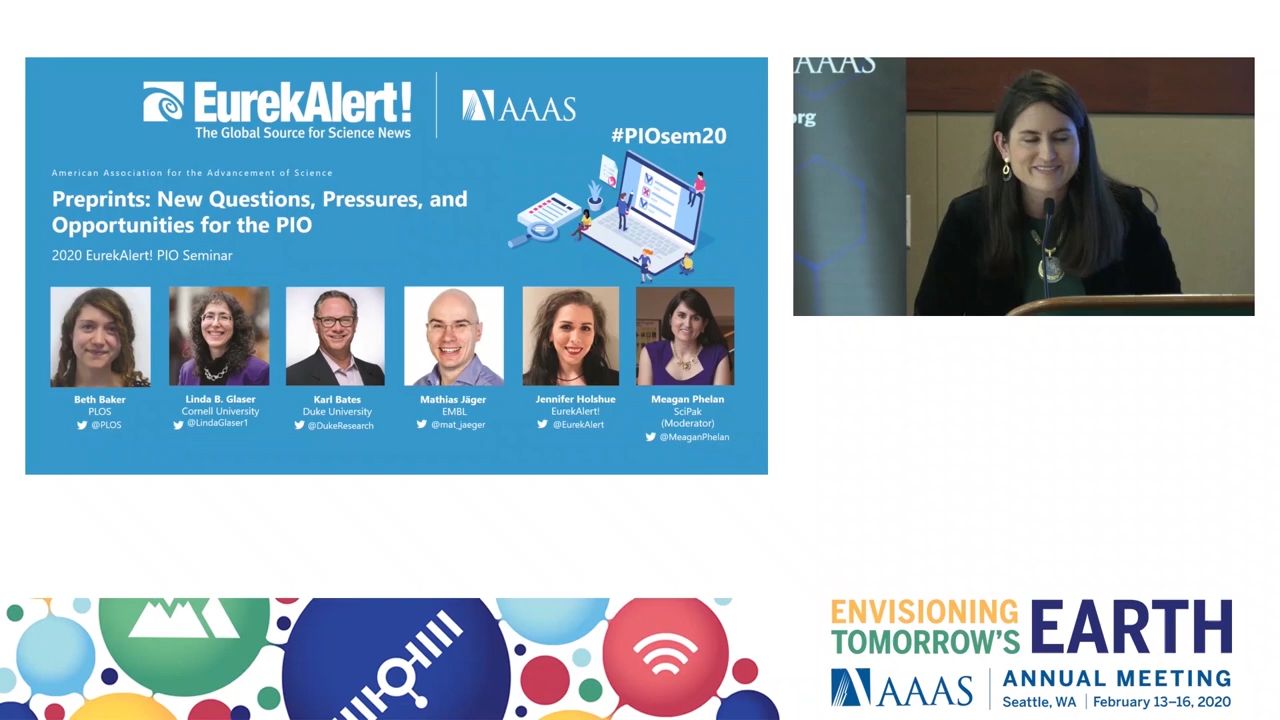 EurekAlert!
The Global Source for Science News
AAAS
#PIOsem20
American Association for the Advancement of Science
Preprints: New Questions, Pressures, and
Opportunities for the PIO
2020 EurekAlert! PIO Seminar
Beth Baker
PLOS
@PLOS
Linda B. Glaser
Cornell University
@LindaGlaser1
Karl Bates
Duke University
@DukeResearch
Mathias Jäger
EMBL
@mat_jaeger
Jennifer Holshue
EurekAlert!
@EurekAlert
Meagan Phelan
SciPak
(Moderator)
@MeaganPhelan
AAAS
org
ENVISIONING
TOMORROW'S
EARTH
AAAS
ANNUAL MEETING
Seattle, WA | February 13–16, 2020